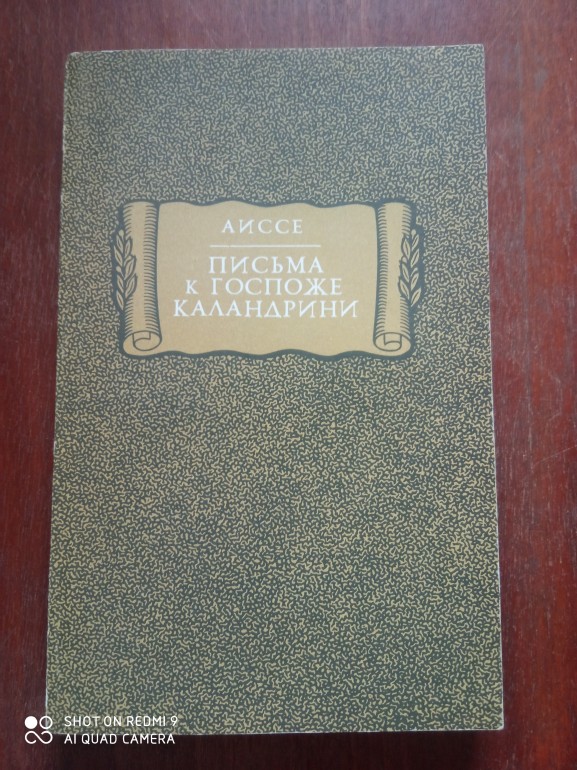 АИССЕ
ПИСЬМА
К ГОСПОЖЕ
КАЛАНДРИНИ
SHOT ON REDMI 9
AI QUAD CAMERA